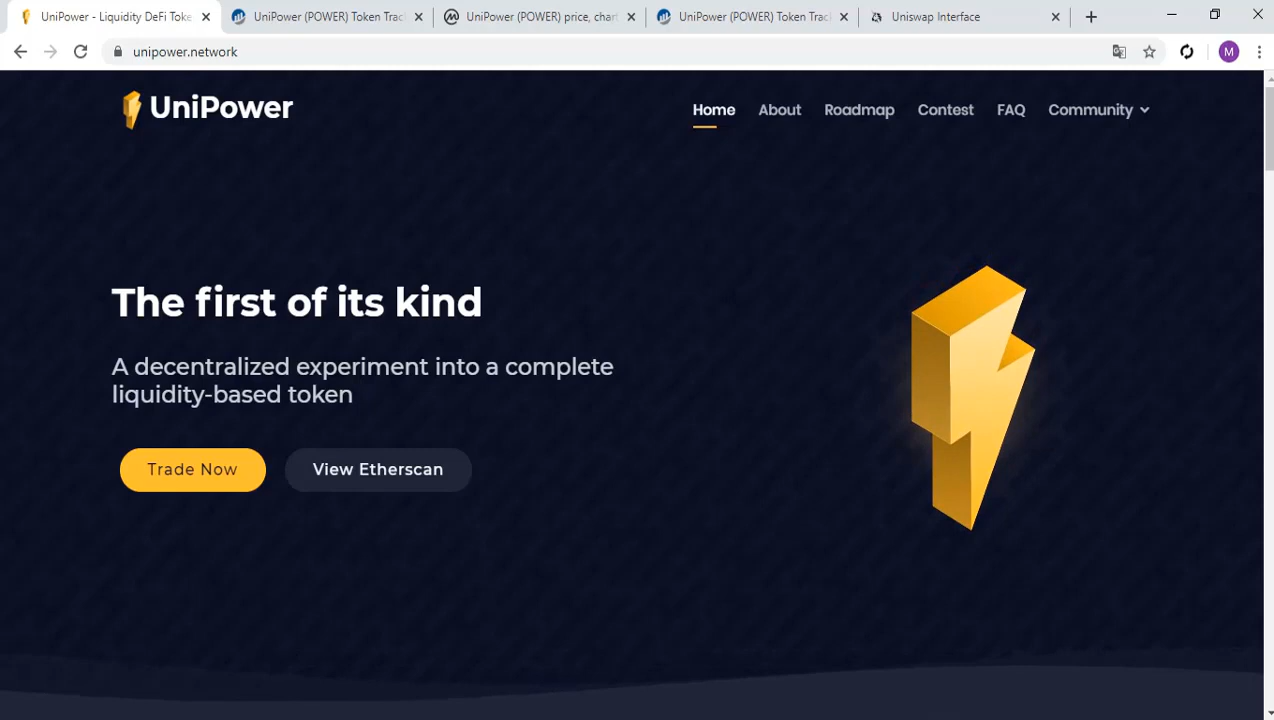 UniPower - Liquidity DeFi Toke
UniPower (POWER) Token Trac
UniPower (POWER) price, char
UniPower (POWER) Token Trac
Uniswap Interface
unipower.network
M
UniPower
Home About Roadmap Contest FAQ Community
The first of its kind
A decentralized experiment into a complete
liquidity-based token
Trade Now View Etherscan